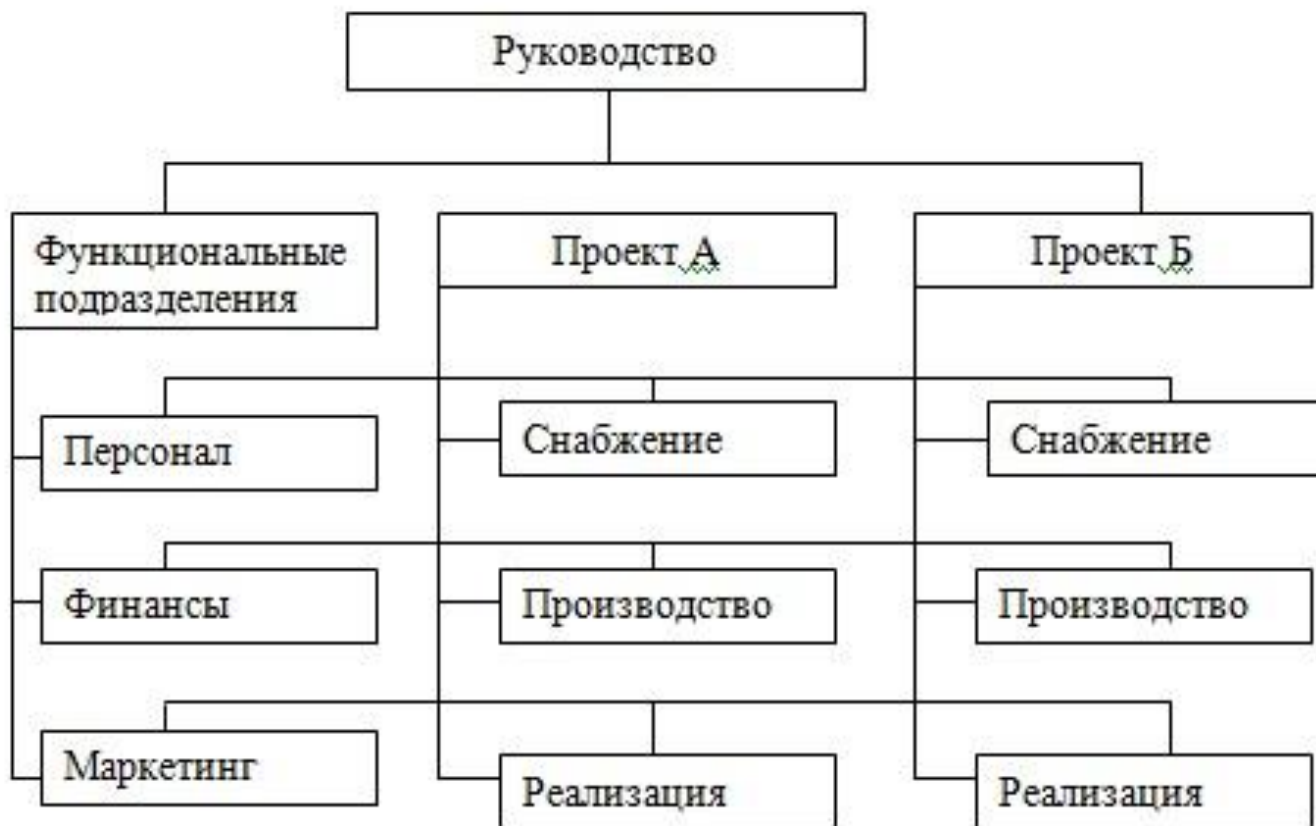 Руководство
Функциональные
подразделения
Проект А
Проект Б
Персонал
Снабжение
Снабжение
Финансы
Производство
Производство
Маркетинг
Реализация
Реализация